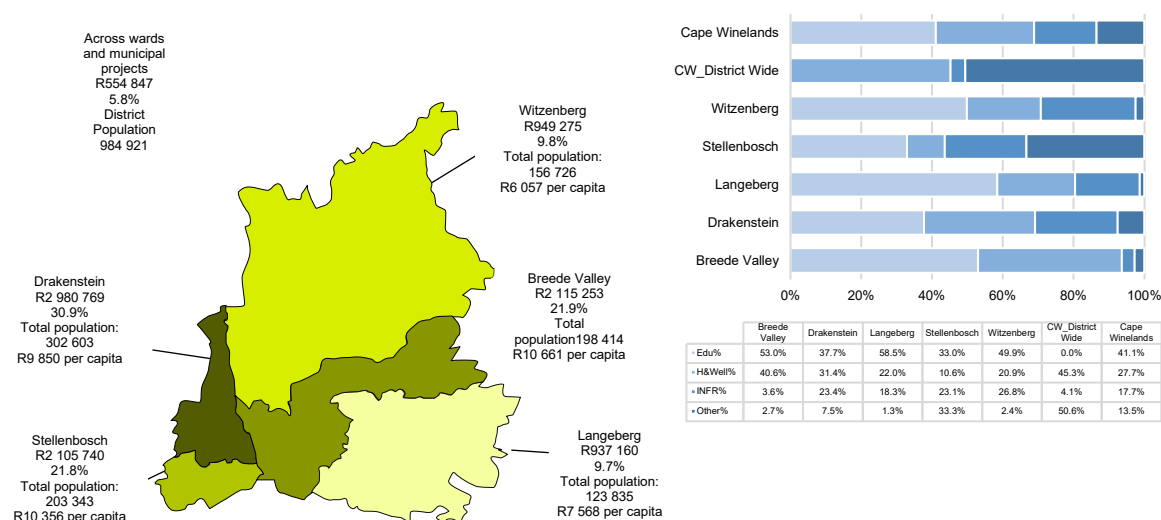 Across wards
and municipal
projects
R554 847
5.8%
District
Population
984 921
Witzenberg
R949 275
9.8%
Total population:
156 726
R6 057 per capita
Drakenstein
R2 980 769
30.9%
Total population:
302 603
R9 850 per capita
Breede Valley
R2 115 253
21.9%
Total
population198 414
R10 661 per capita
Stellenbosch
R2 105 740
21.8%
Total population:
203 343
R10 356 per capita
Langeberg
R937 160
9.7%
Total population:
123 835
R7 568 per capita
Cape Winelands
CW_District Wide
Witzenberg
Stellenbosch
Langeberg
Drakenstein
Breede Valley
0% 20% 40% 60% 80% 100%
Breede Valley Drakenstein Langeberg Stellenbosch Witzenberg CW_District Wide Cape Winelands
Edu% 53.0% 37.7% 58.5% 33.0% 49.9% 0.0% 41.1%
H&Well% 40.6% 31.4% 22.0% 10.6% 20.9% 45.3% 27.7%
INFR% 3.6% 23.4% 18.3% 23.1% 26.8% 4.1% 17.7%
Other% 2.7% 7.5% 1.3% 33.3% 2.4% 50.6% 13.5%